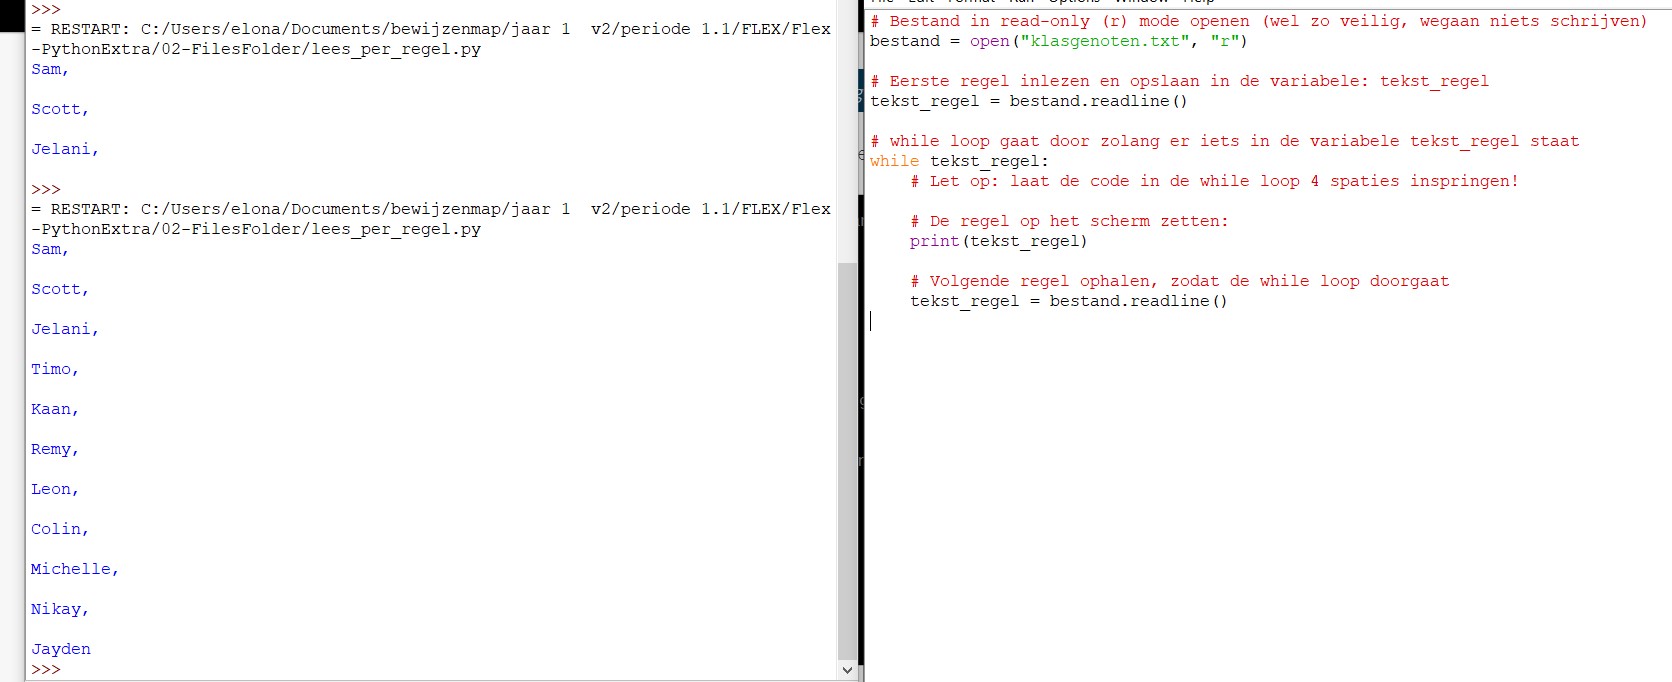 >>>
= RESTART: C:/Users/elona/Documents/bewijzenmap/jaar 1  v2/periode 1.1/FLEX/Flex
-PythonExtra/02-FilesFolder/lees_per_regel.py
Sam,
Scott,
Jelani,
>>>
= RESTART: C:/Users/elona/Documents/bewijzenmap/jaar 1  v2/periode 1.1/FLEX/Flex
-PythonExtra/02-FilesFolder/lees_per_regel.py
Sam,
Scott,
Jelani,
Timo,
Kaan,
Remy,
Leon,
Colin,
Michelle,
Nikay,
Jayden
>>>
# Bestand in read-only (r) mode openen (wel zo veilig, wegaan niets schrijven)
bestand = open("klasgenoten.txt", "r")
# Eerste regel inlezen en opslaan in de variabele: tekst_regel
tekst_regel = bestand.readline()
# while loop gaat door zolang er iets in de variabele tekst_regel staat
while tekst_regel:
    # Let op: laat de code in de while loop 4 spaties inspringen!
    # De regel op het scherm zetten:
    print(tekst_regel)
    # Volgende regel ophalen, zodat de while loop doorgaat
    tekst_regel = bestand.readline()